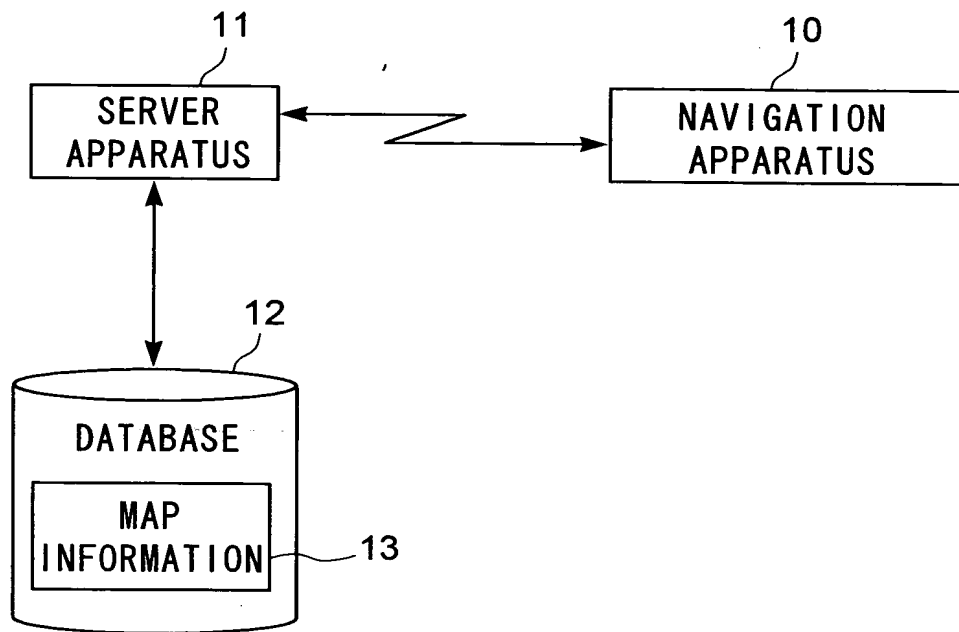 11
SERVER
APPARATUS
10
NAVIGATION
APPARATUS
12
DATABASE
MAP
INFORMATION
13